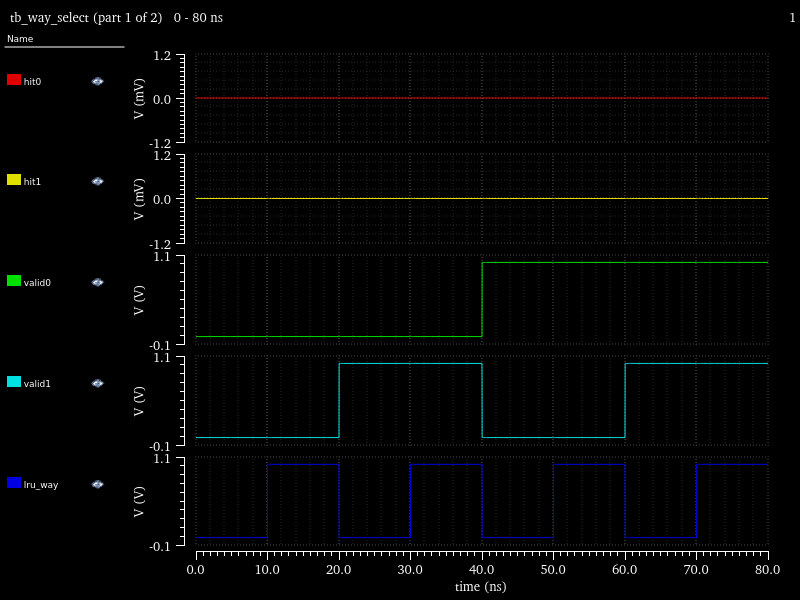 tb_way_select (part 1 of 2) 0 - 80 ns 1
Name
hit0 V (mV) 1.2 0.0 -1.2
hit1 V (mV) 1.2 0.0 -1.2
valid0 V (V) 1.1 -0.1
valid1 V (V) 1.1 -0.1
lru_way V (V) 1.1 -0.1
0.0 10.0 20.0 30.0 40.0 50.0 60.0 70.0 80.0
time (ns)